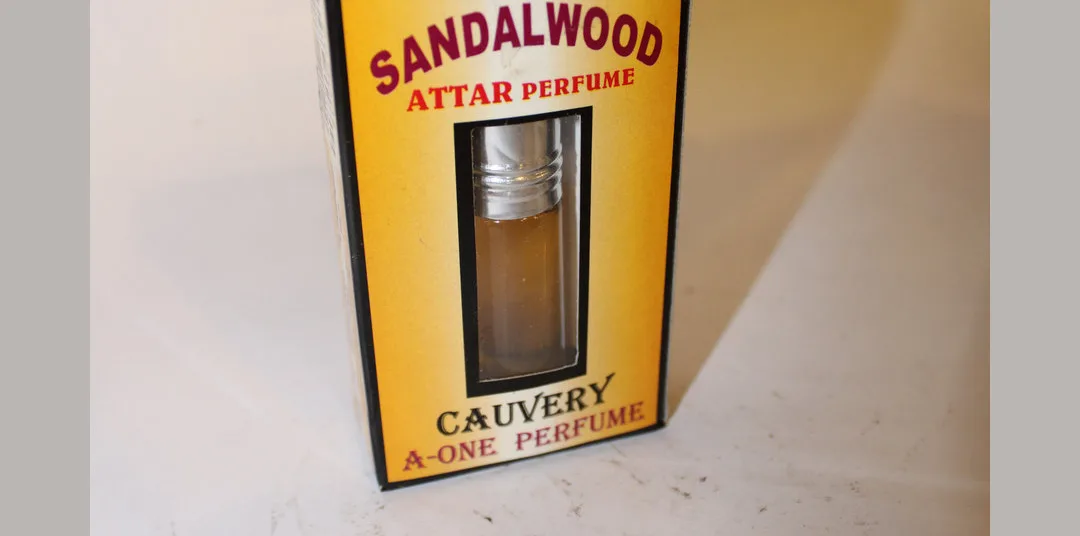 SANDALWOOD
ATTAR PERFUME
CAUVERY
A-ONE PERFUME